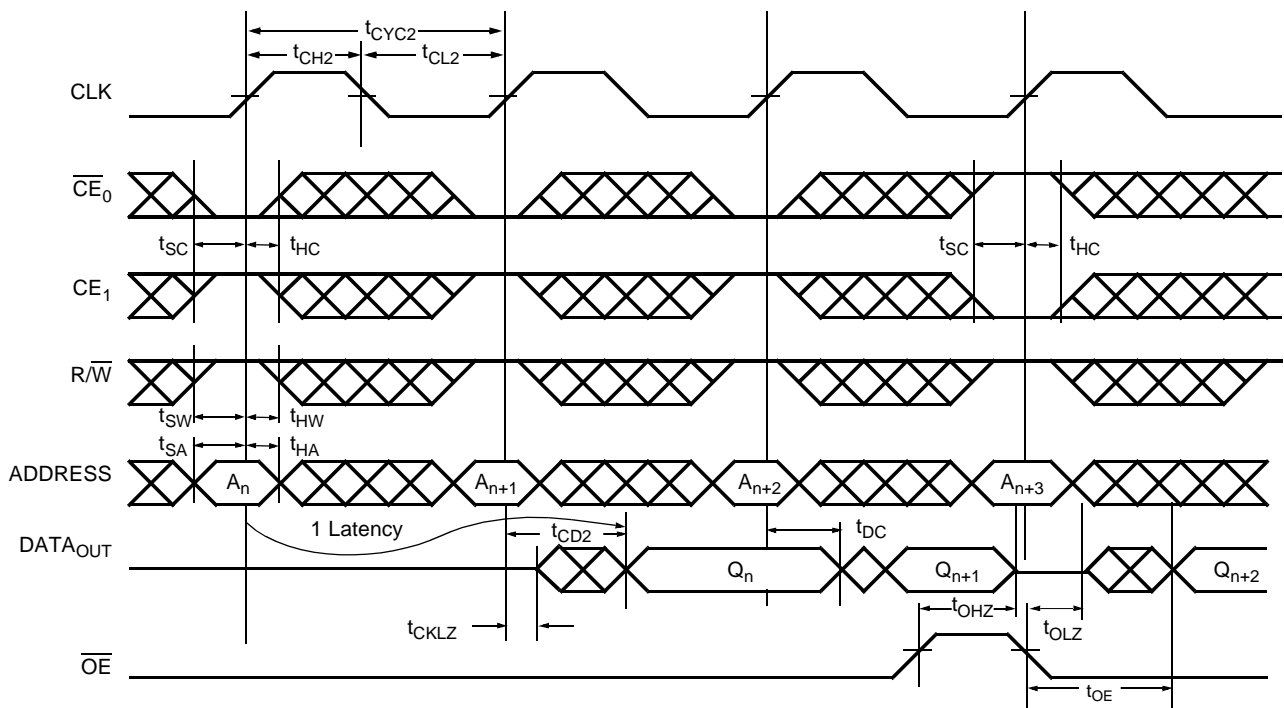 tCYC2
tCH2 tCL2
CLK
CE0
tSC tHC tSC tHC
CE1
R/W
tSW tHW
tSA tHA
ADDRESS An An+1 An+2 An+3
1 Latency tCD2 tDC
DATAOUT Qn Qn+1 Qn+2
tCKLZ tOHZ tOLZ
OE
tOE